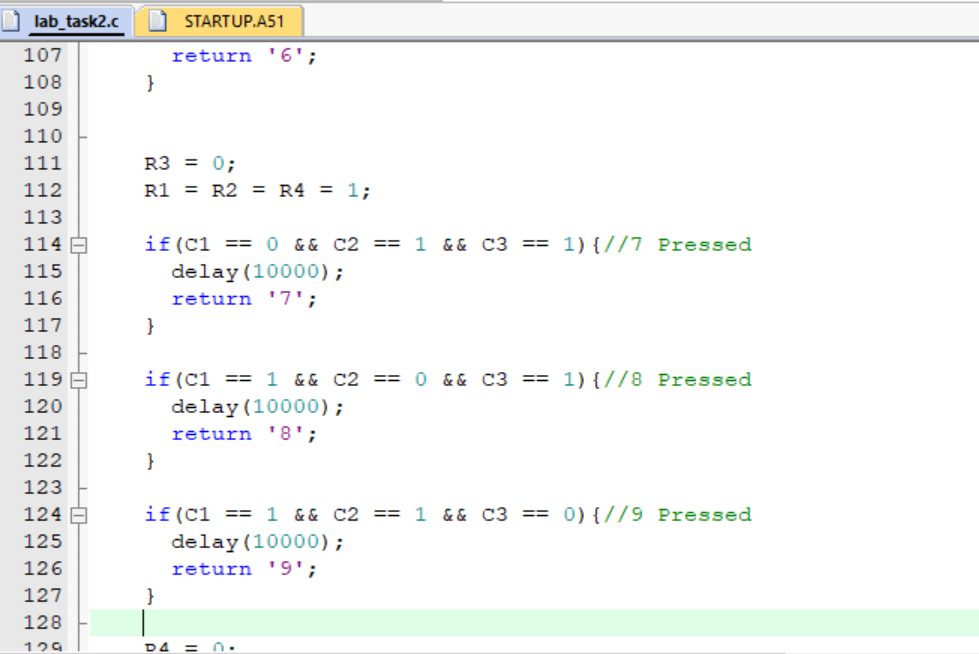 lab_task2.c STARTUP.A51
107 return '6';
108 }
109
110
111 R3 = 0;
112 R1 = R2 = R4 = 1;
113
114 if(C1 == 0 && C2 == 1 && C3 == 1){//7 Pressed
115 delay(10000);
116 return '7';
117 }
118
119 if(C1 == 1 && C2 == 0 && C3 == 1){//8 Pressed
120 delay(10000);
121 return '8';
122 }
123
124 if(C1 == 1 && C2 == 1 && C3 == 0){//9 Pressed
125 delay(10000);
126 return '9';
127 }
128
129 R4 = 0;